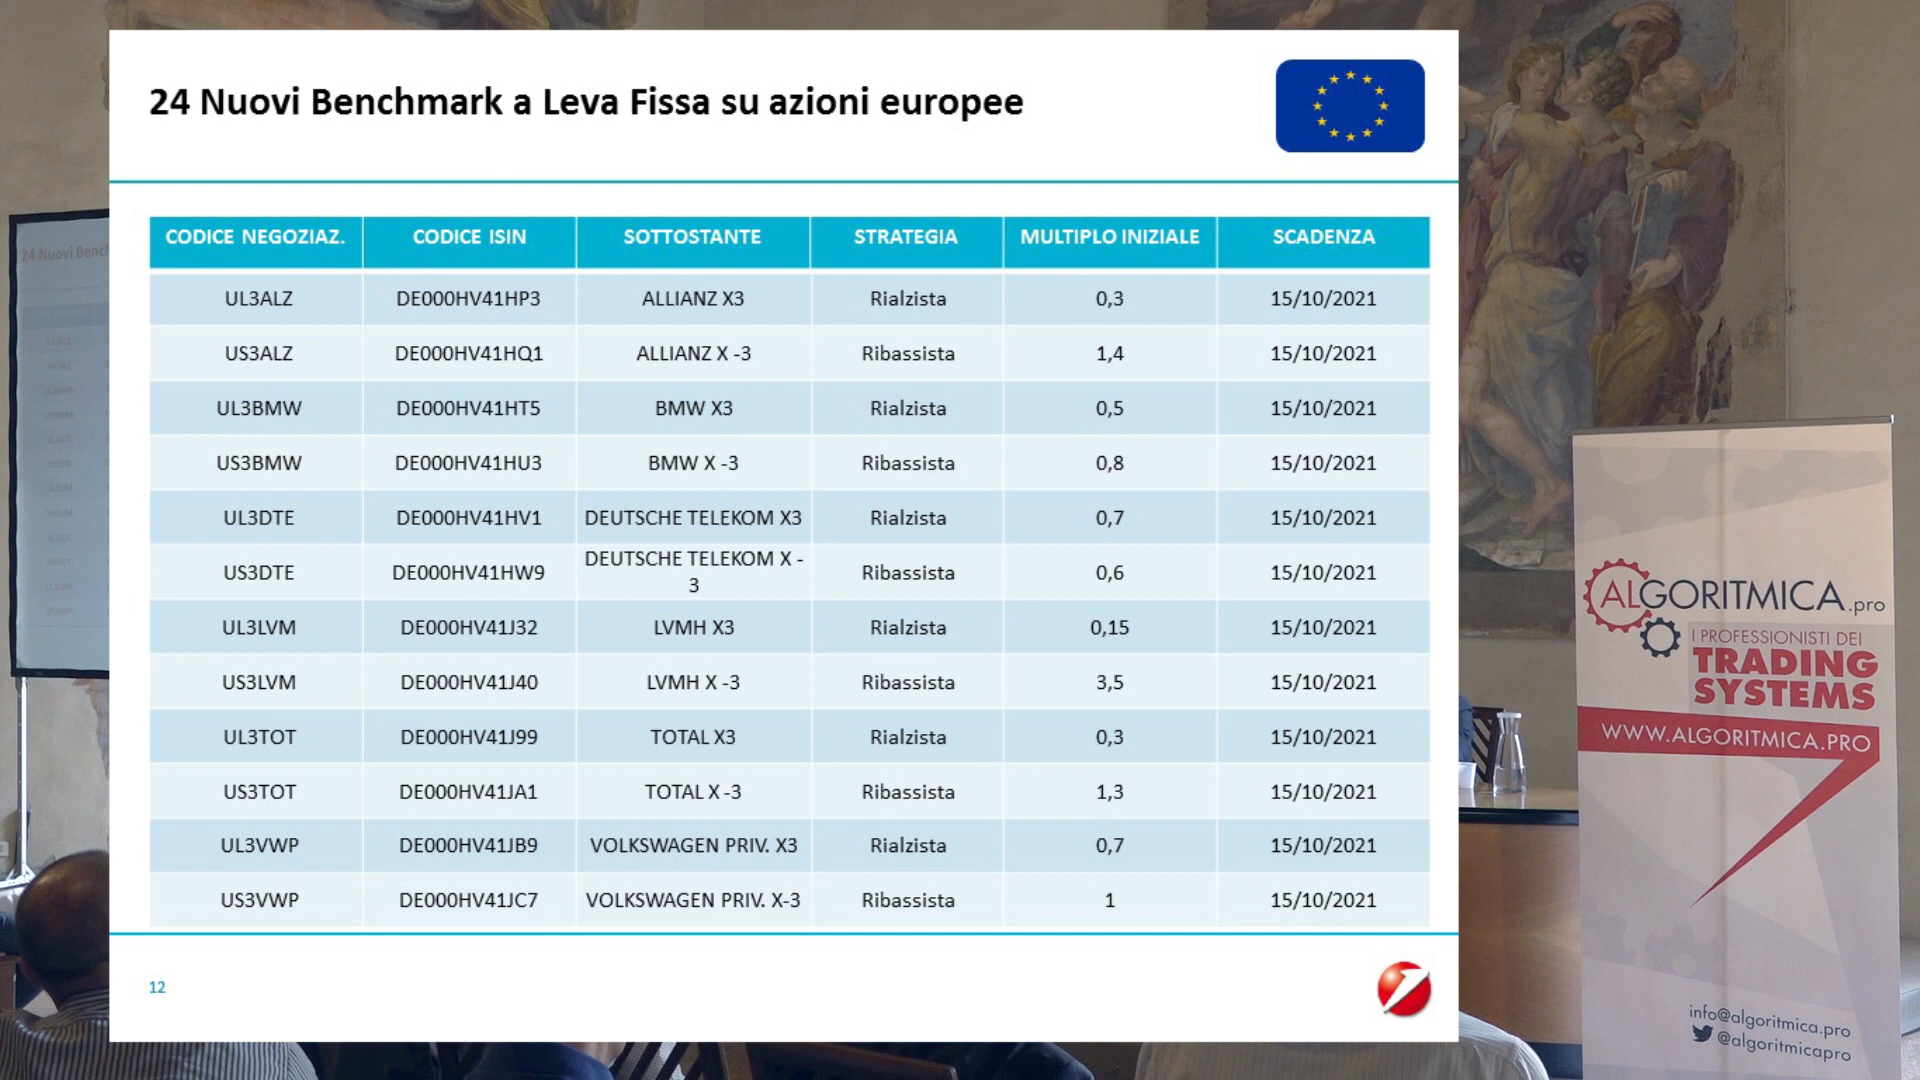 24 Nuovi Benchmark a Leva Fissa su azioni europee
CODICE NEGOZIAZ. CODICE ISIN SOTTOSTANTE STRATEGIA MULTIPLO INIZIALE SCADENZA
UL3ALZ DE000HV41HP3 ALLIANZ X3 Rialzista 0,3 15/10/2021
US3ALZ DE000HV41HQ1 ALLIANZ X -3 Ribassista 1,4 15/10/2021
UL3BMW DE000HV41HT5 BMW X3 Rialzista 0,5 15/10/2021
US3BMW DE000HV41HU3 BMW X -3 Ribassista 0,8 15/10/2021
UL3DTE DE000HV41HV1 DEUTSCHE TELEKOM X3 Rialzista 0,7 15/10/2021
US3DTE DE000HV41HW9 DEUTSCHE TELEKOM X -
3 Ribassista 0,6 15/10/2021
UL3LVM DE000HV41J32 LVMH X3 Rialzista 0,15 15/10/2021
US3LVM DE000HV41J40 LVMH X -3 Ribassista 3,5 15/10/2021
UL3TOT DE000HV41J99 TOTAL X3 Rialzista 0,3 15/10/2021
US3TOT DE000HV41JA1 TOTAL X -3 Ribassista 1,3 15/10/2021
UL3VWP DE000HV41JB9 VOLKSWAGEN PRIV. X3 Rialzista 0,7 15/10/2021
US3VWP DE000HV41JC7 VOLKSWAGEN PRIV. X-3 Ribassista 1 15/10/2021
12
24 Nuovi Bench
ALGORITMICA.pro
I PROFESSIONISTI DEI
TRADING
SYSTEMS
WWW.ALGORITMICA.PRO
info@algoritmica.pro
@algoritmicapro